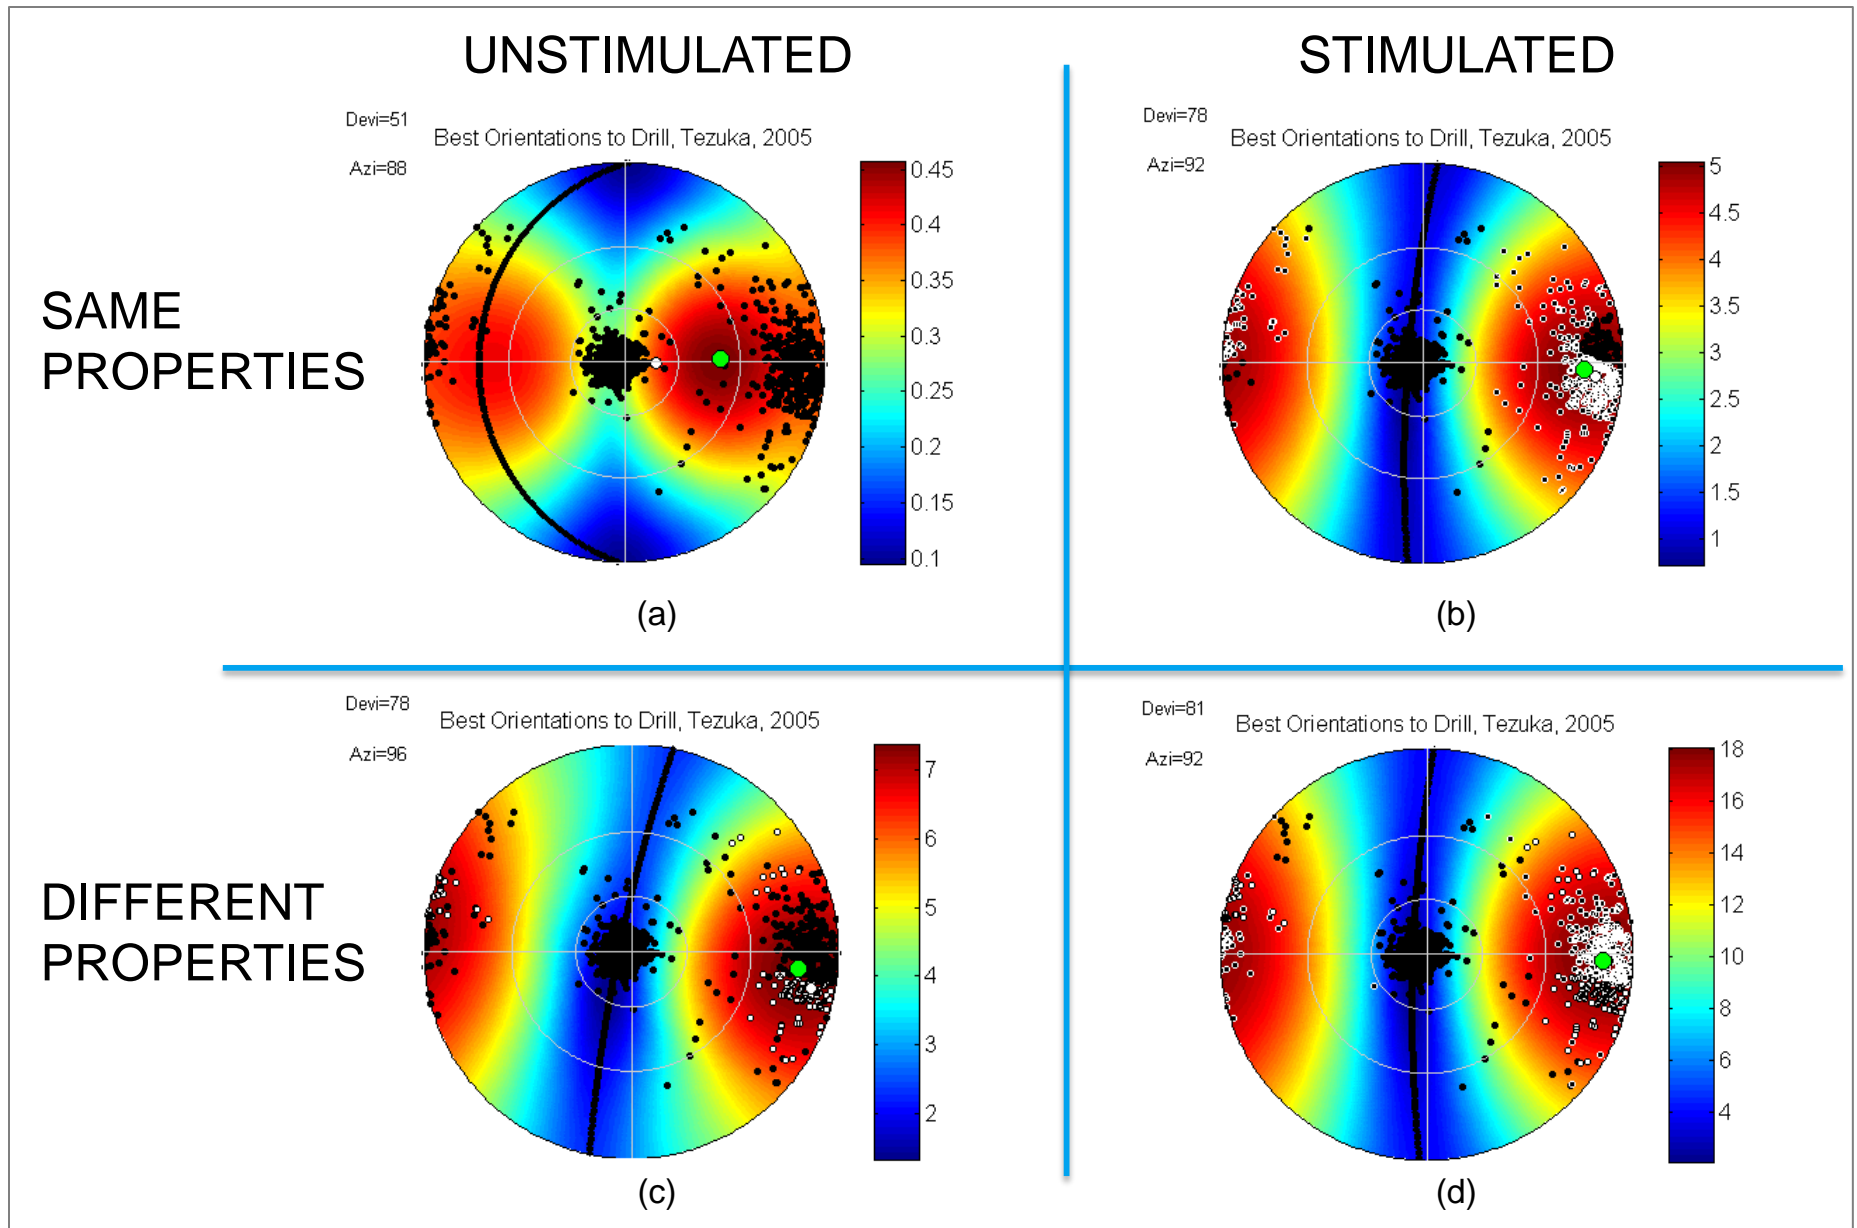 UNSTIMULATED
STIMULATED
SAME
PROPERTIES
Devi=51
Azi=88
Best Orientations to Drill, Tezuka, 2005
0.45
0.4
0.35
0.3
0.25
0.2
0.15
0.1
(a)
Devi=78
Azi=92
Best Orientations to Drill, Tezuka, 2005
5
4.5
4
3.5
3
2.5
2
1.5
1
(b)
DIFFERENT
PROPERTIES
Devi=78
Azi=96
Best Orientations to Drill, Tezuka, 2005
7
6
5
4
3
2
(c)
Devi=81
Azi=92
Best Orientations to Drill, Tezuka, 2005
18
16
14
12
10
8
6
4
(d)